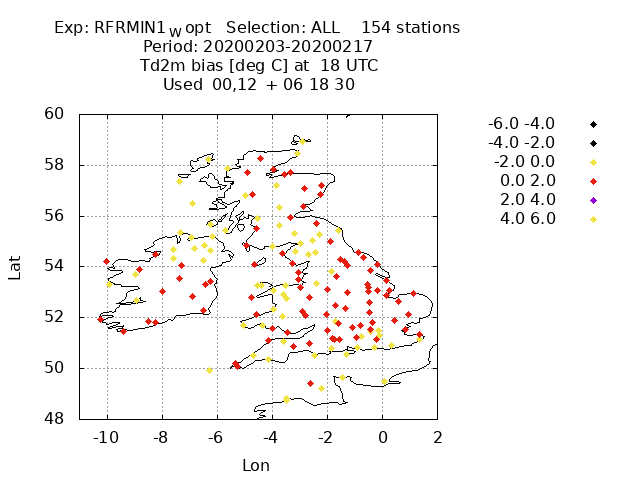 Exp: RFRMIN1 W opt Selection: ALL 154 stations
Period: 20200203-20200217
Td2m bias [deg C] at 18 UTC
Used 00,12 + 06 18 30
-6.0 -4.0
-4.0 -2.0
-2.0 0.0
0.0 2.0
2.0 4.0
4.0 6.0
60
58
56
54
52
50
48
Lat
-10 -8 -6 -4 -2 0 2
Lon